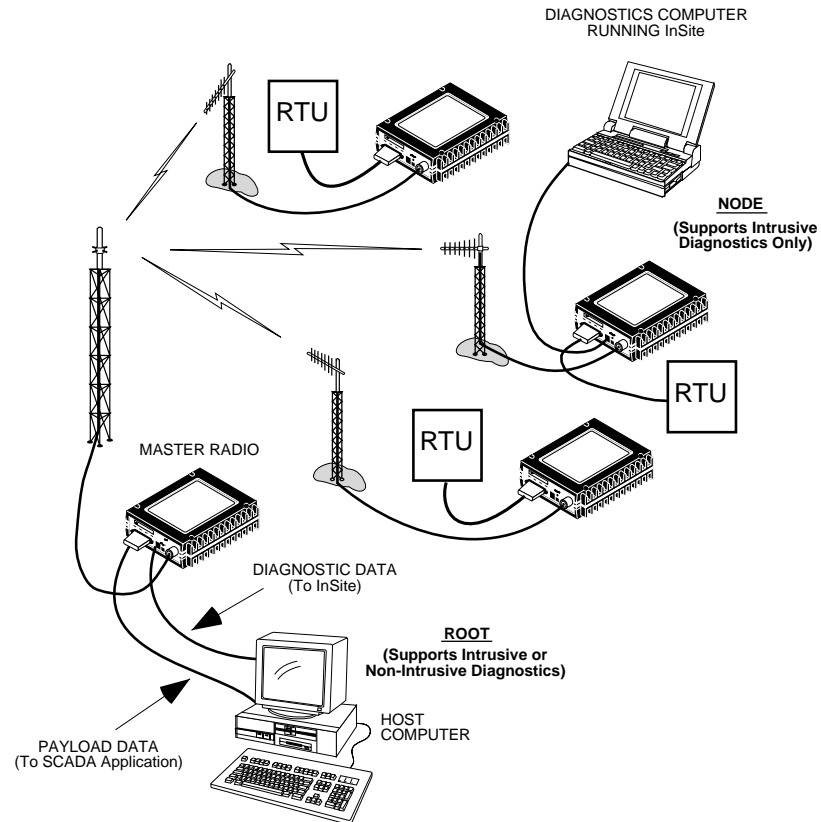 DIAGNOSTICS COMPUTER
RUNNING InSite
RTU
NODE
(Supports Intrusive
Diagnostics Only)
RTU
RTU
MASTER RADIO
DIAGNOSTIC DATA
(To InSite)
ROOT
(Supports Intrusive or
Non-Intrusive Diagnostics)
HOST
COMPUTER
PAYLOAD DATA
(To SCADA Application)